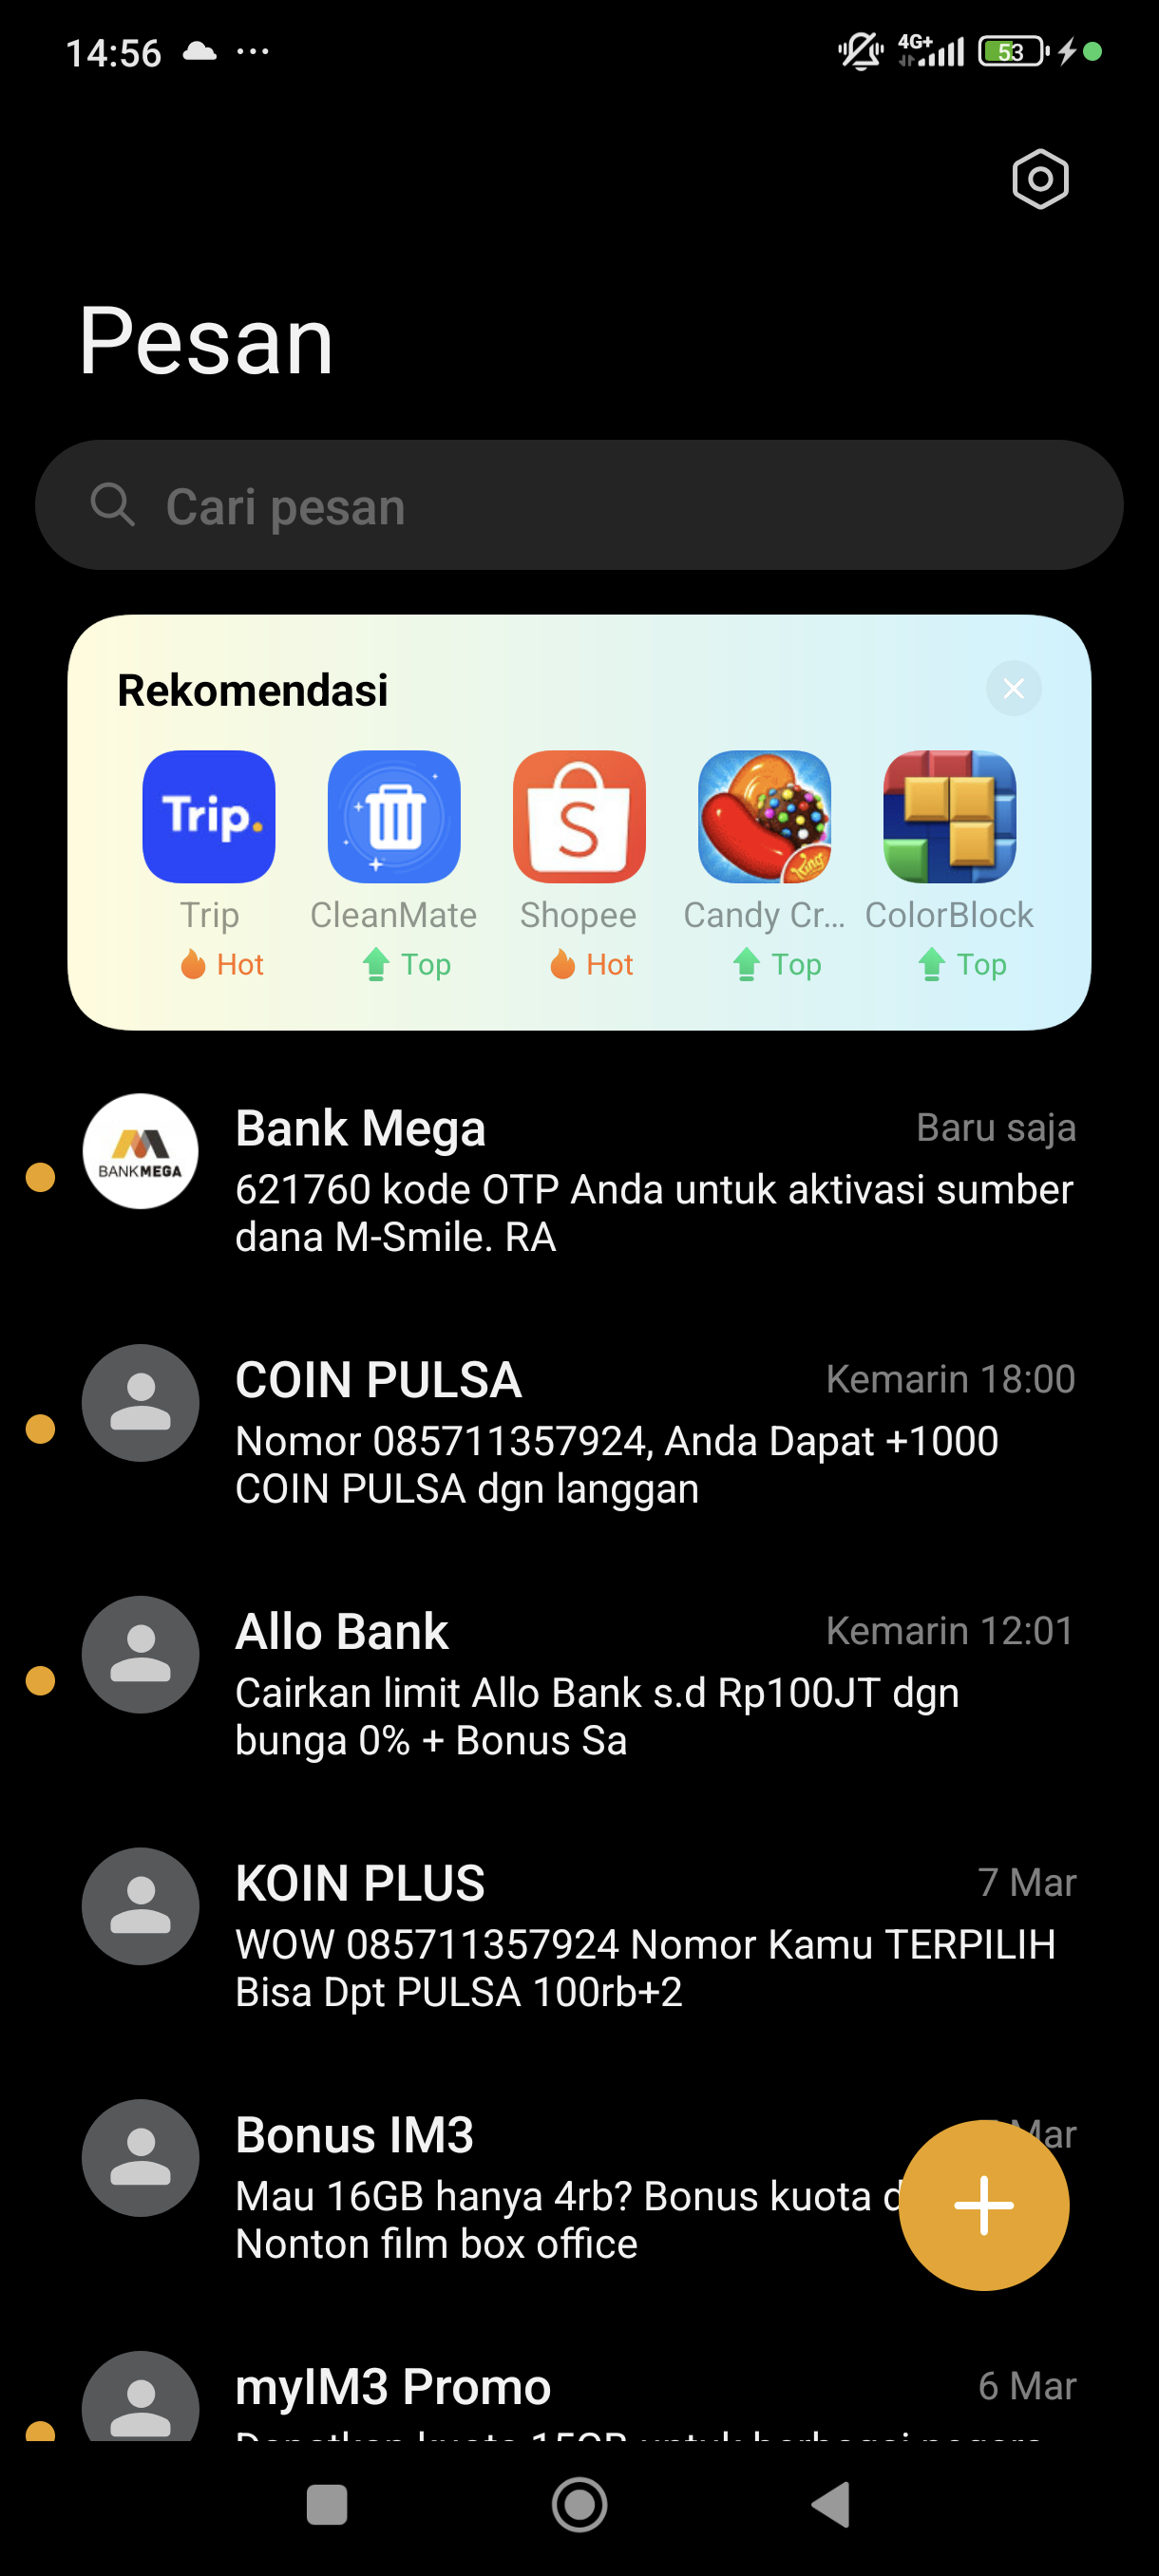 14:56
4G+
53
Pesan
Cari pesan
Rekomendasi
Trip.
S
King
Trip
CleanMate
Shopee
Candy Cr...
ColorBlock
Hot
Top
Hot
Top
Top
BANKMEGA
Bank Mega
Baru saja
621760 kode OTP Anda untuk aktivasi sumber
dana M-Smile. RA
COIN PULSA
Kemarin 18:00
Nomor 085711357924, Anda Dapat +1000
COIN PULSA dgn langgan
Allo Bank
Kemarin 12:01
Cairkan limit Allo Bank s.d Rp100JT dgn
bunga 0% + Bonus Sa
KOIN PLUS
7 Mar
WOW 085711357924 Nomor Kamu TERPILIH
Bisa Dpt PULSA 100rb+2
Bonus IM3
Mar
Mau 16GB hanya 4rb? Bonus kuota
Nonton film box office
myIM3 Promo
6 Mar